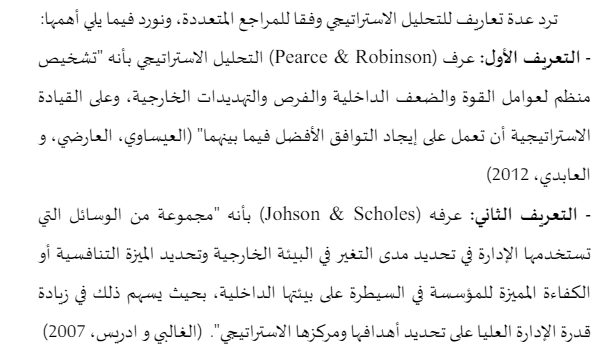 ترد عدة تعاريف للتحليل الاستراتيجي وفقا للمراجع المتعددة، ونورد فيما يلي أهمها:
- التعريف الأول: عرف (Pearce & Robinson) التحليل الاستراتيجي بأنه "تشخيص
منظم لعوامل القوة والضعف الداخلية والفرص والتهديدات الخارجية، وعلى القيادة
الاستراتيجية أن تعمل على إيجاد التوافق الأفضل فيما بينهما" (العيساوي، العارضي، و
العابدي، 2012)
- التعريف الثاني: عرفه (Johson & Scholes) بأنه "مجموعة من الوسائل التي
تستخدمها الإدارة في تحديد مدى التغير في البيئة الخارجية وتحديد الميزة التنافسية أو
الكفاءة المميزة للمؤسسة في السيطرة على بيئتها الداخلية، بحيث يسهم ذلك في زيادة
قدرة الإدارة العليا على تحديد أهدافها ومركزها الاستراتيجي". (الغالبي و ادريس، 2007)